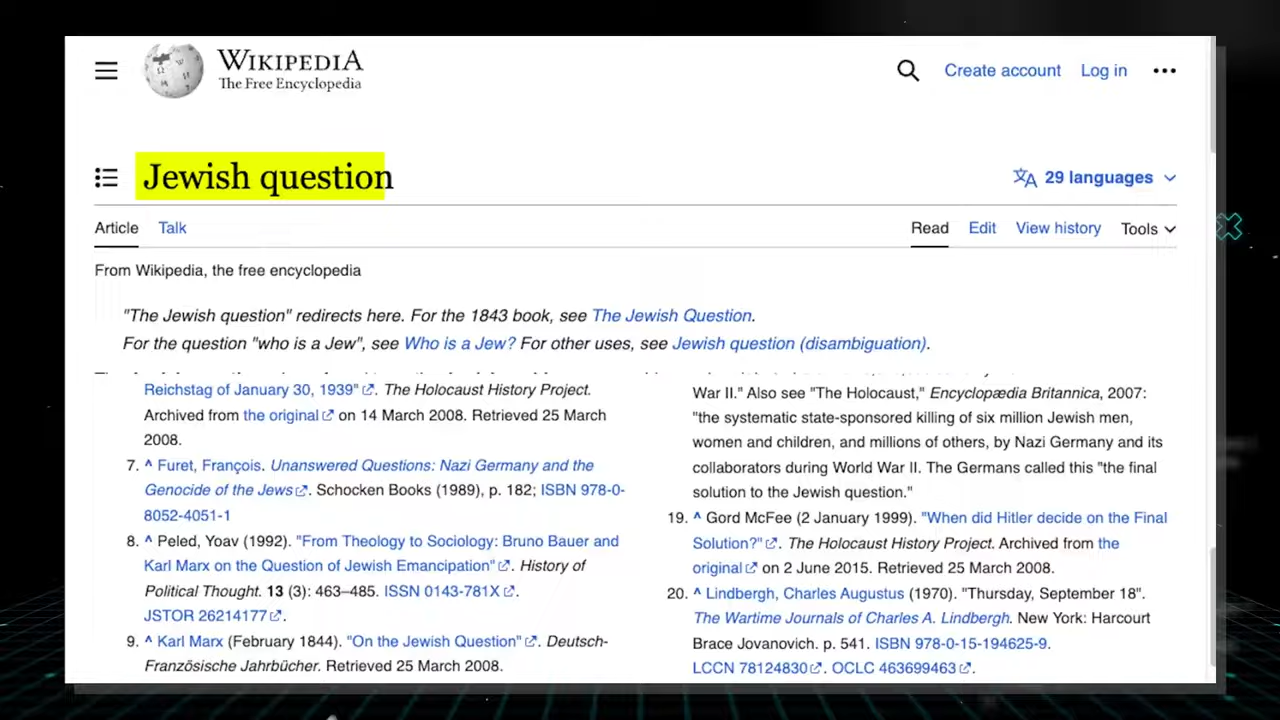 WIKIPEDIA
The Free Encyclopedia
Create account
Log in
Jewish question
29 languages
Article
Talk
Read
Edit
View history
Tools
From Wikipedia, the free encyclopedia
"The Jewish question" redirects here. For the 1843 book, see The Jewish Question.
For the question "who is a Jew", see Who is a Jew? For other uses, see Jewish question (disambiguation).
Reichstag of January 30, 1939". The Holocaust History Project.
Archived from the original on 14 March 2008. Retrieved 25 March
2008.
7. ^ Furet, François. Unanswered Questions: Nazi Germany and the
Genocide of the Jews. Schocken Books (1989), p. 182; ISBN 978-0-
8052-4051-1
8. ^ Peled, Yoav (1992). "From Theology to Sociology: Bruno Bauer and
Karl Marx on the Question of Jewish Emancipation". History of
Political Thought. 13 (3): 463–485. ISSN 0143-781X.
JSTOR 26214177.
9. ^ Karl Marx (February 1844). "On the Jewish Question". Deutsch-
Französische Jahrbücher. Retrieved 25 March 2008.
War II." Also see "The Holocaust," Encyclopædia Britannica, 2007:
"the systematic state-sponsored killing of six million Jewish men,
women and children, and millions of others, by Nazi Germany and its
collaborators during World War II. The Germans called this "the final
solution to the Jewish question."
19. ^ Gord McFee (2 January 1999). "When did Hitler decide on the Final
Solution?". The Holocaust History Project. Archived from the
original on 2 June 2015. Retrieved 25 March 2008.
20. ^ Lindbergh, Charles Augustus (1970). "Thursday, September 18".
The Wartime Journals of Charles A. Lindbergh. New York: Harcourt
Brace Jovanovich. p. 541. ISBN 978-0-15-194625-9.
LCCN 78124830. OCLC 463699463.